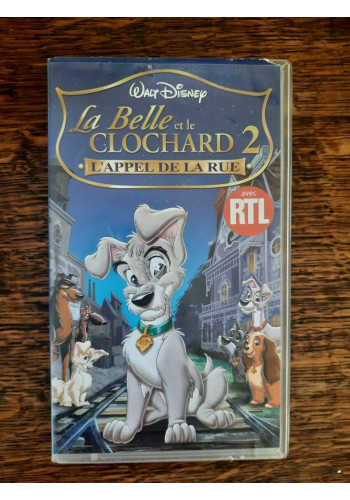 WALT DISNEY
La Belle et le
CLOCHARD 2
• L'APPEL DE LA RUE •
avec
RTL